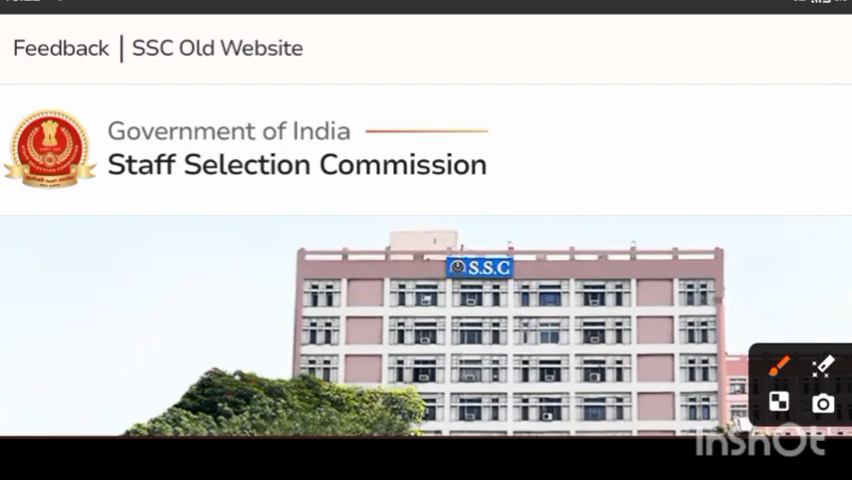 Feedback | SSC Old Website
Government of India
Staff Selection Commission
S.S.C
InShOt